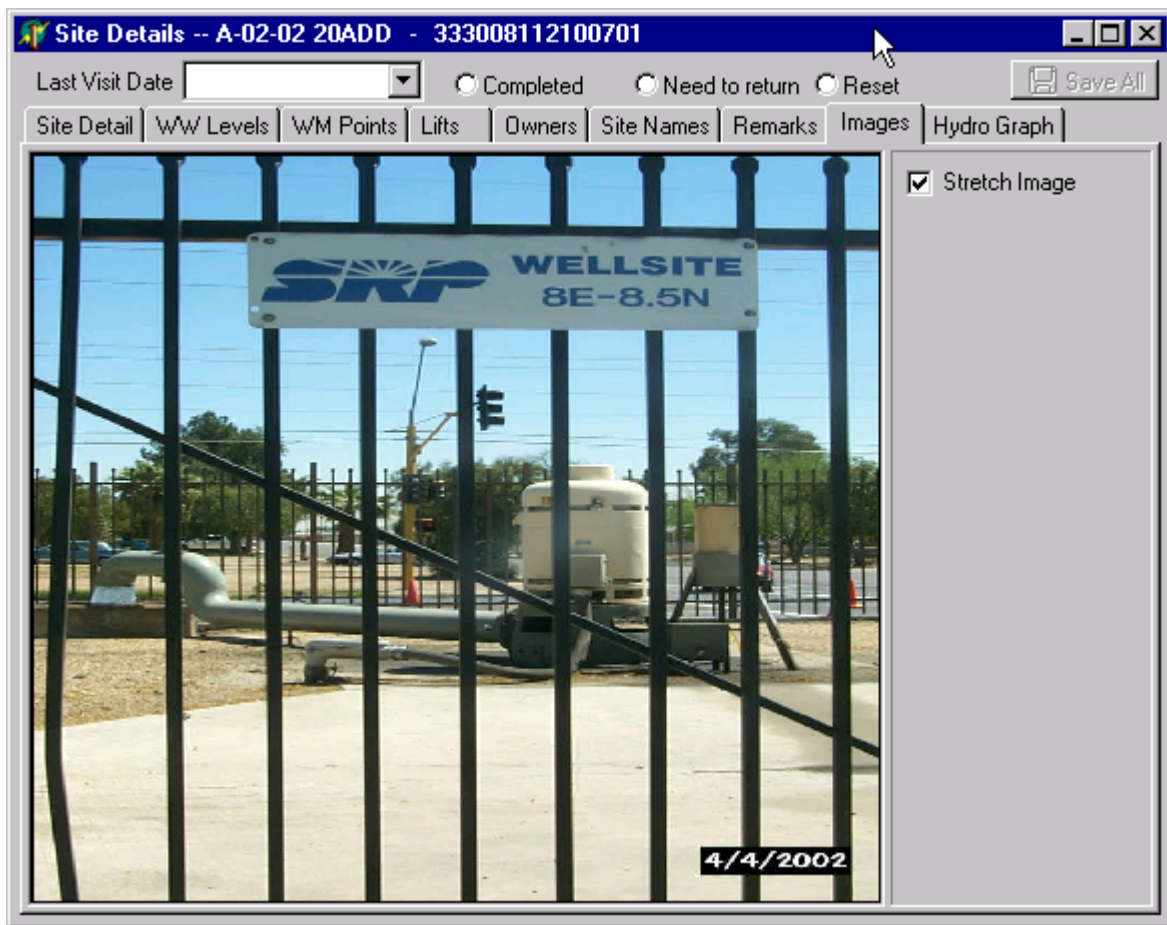 Site Details -- A-02-02 20ADD - 333008112100701
Last Visit Date Completed Need to return Reset Save All
Site Detail WW Levels WM Points Lifts Owners Site Names Remarks Images Hydro Graph
Stretch Image
SRP WELLSITE
8E-8.5N
4/4/2002